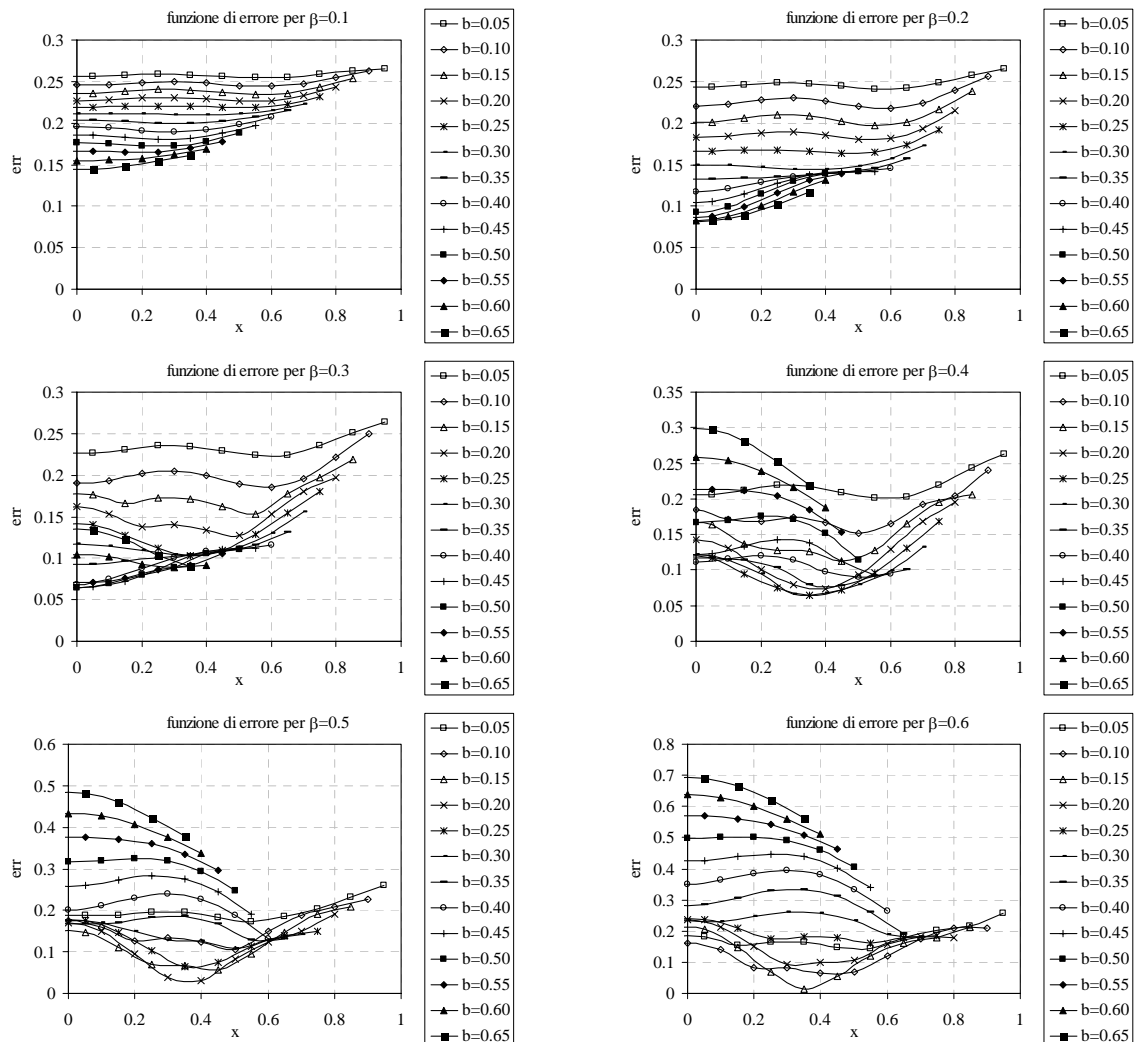 funzione di errore per β=0.1
0.3
0.25
0.2
0.15
0.1
0.05
0
err
0
0.2
0.4
0.6
0.8
1
x
b=0.05
b=0.10
b=0.15
b=0.20
b=0.25
b=0.30
b=0.35
b=0.40
b=0.45
b=0.50
b=0.55
b=0.60
b=0.65
funzione di errore per β=0.2
0.3
0.25
0.2
0.15
0.1
0.05
0
err
0
0.2
0.4
0.6
0.8
1
x
b=0.05
b=0.10
b=0.15
b=0.20
b=0.25
b=0.30
b=0.35
b=0.40
b=0.45
b=0.50
b=0.55
b=0.60
b=0.65
funzione di errore per β=0.3
0.3
0.25
0.2
0.15
0.1
0.05
0
err
0
0.2
0.4
0.6
0.8
1
x
b=0.05
b=0.10
b=0.15
b=0.20
b=0.25
b=0.30
b=0.35
b=0.40
b=0.45
b=0.50
b=0.55
b=0.60
b=0.65
funzione di errore per β=0.4
0.35
0.3
0.25
0.2
0.15
0.1
0.05
0
err
0
0.2
0.4
0.6
0.8
1
x
b=0.05
b=0.10
b=0.15
b=0.20
b=0.25
b=0.30
b=0.35
b=0.40
b=0.45
b=0.50
b=0.55
b=0.60
b=0.65
funzione di errore per β=0.5
0.6
0.5
0.4
0.3
0.2
0.1
0
err
0
0.2
0.4
0.6
0.8
1
x
b=0.05
b=0.10
b=0.15
b=0.20
b=0.25
b=0.30
b=0.35
b=0.40
b=0.45
b=0.50
b=0.55
b=0.60
b=0.65
funzione di errore per β=0.6
0.8
0.7
0.6
0.5
0.4
0.3
0.2
0.1
0
err
0
0.2
0.4
0.6
0.8
1
x
b=0.05
b=0.10
b=0.15
b=0.20
b=0.25
b=0.30
b=0.35
b=0.40
b=0.45
b=0.50
b=0.55
b=0.60
b=0.65